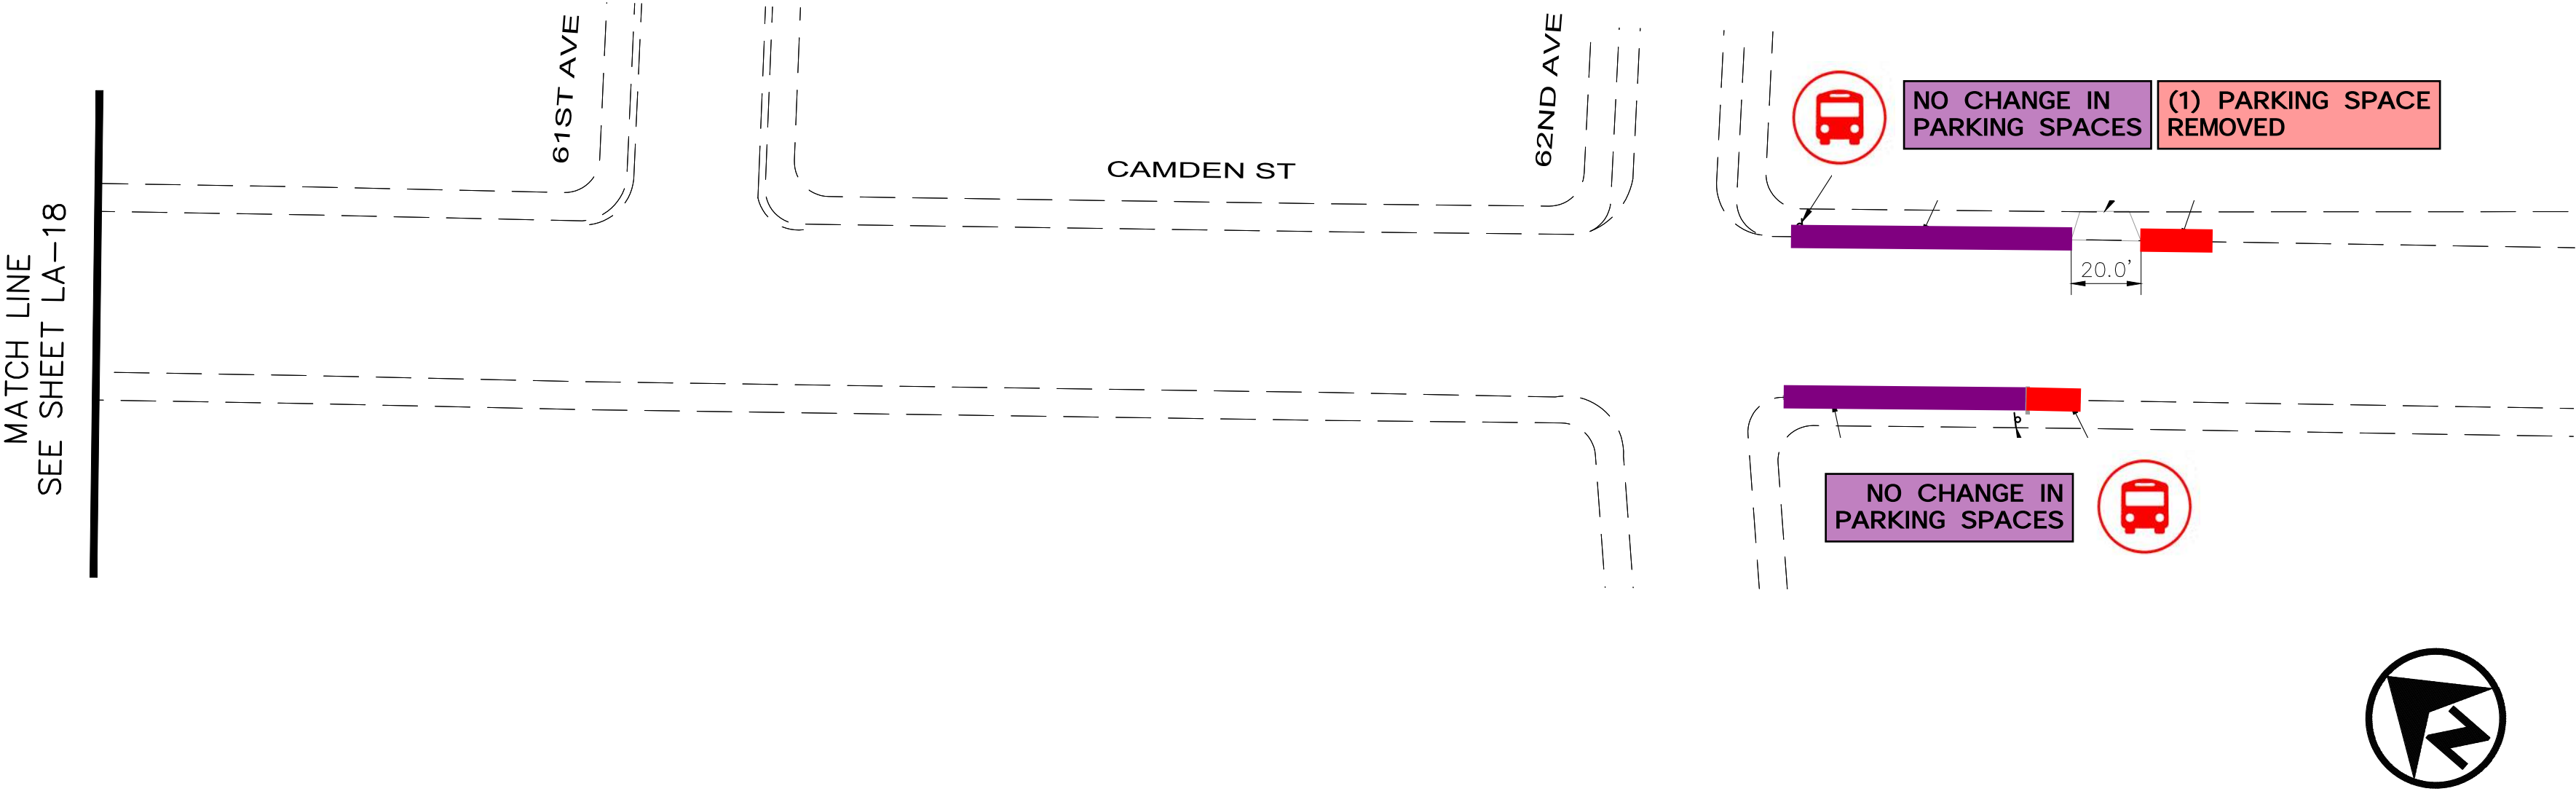 MATCH LINE
SEE SHEET LA-18
61ST AVE
CAMDEN ST
62ND AVE
NO CHANGE IN
PARKING SPACES
(1) PARKING SPACE
REMOVED
20.0'
NO CHANGE IN
PARKING SPACES
N